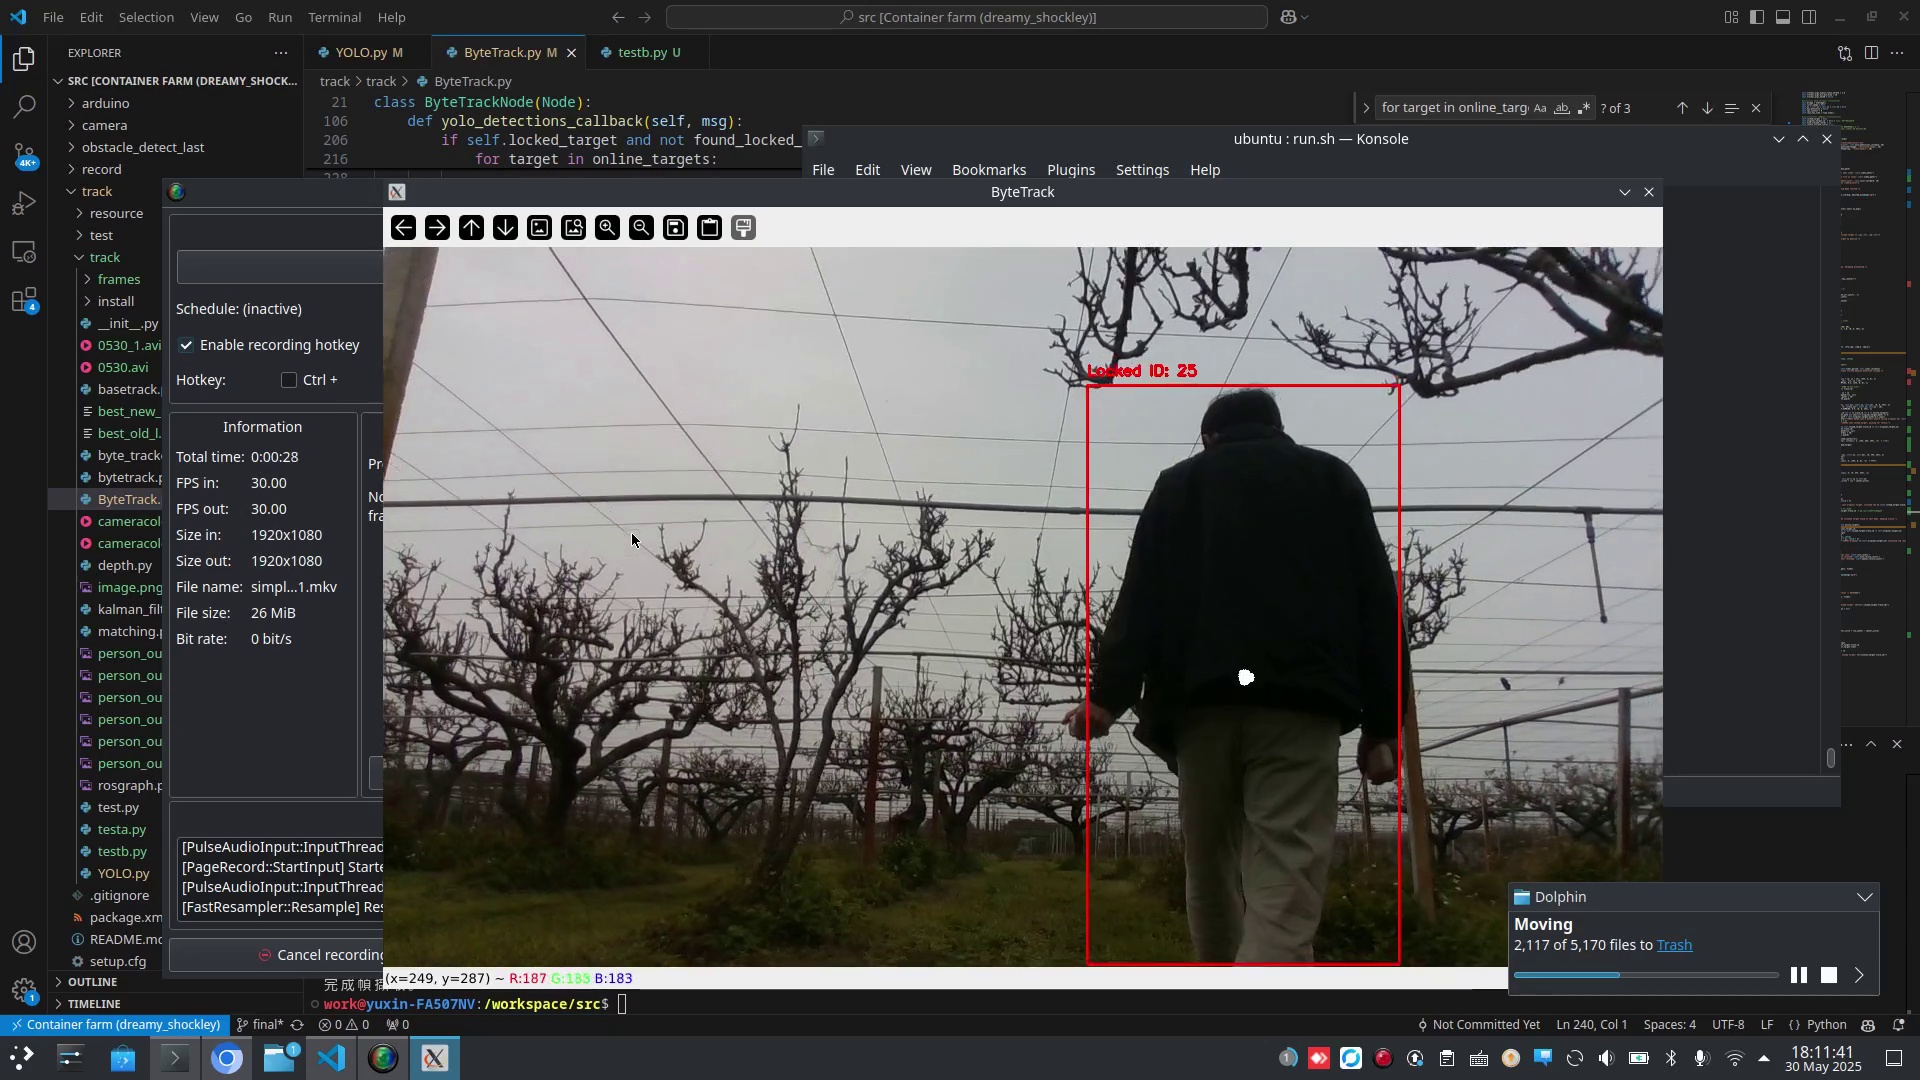 File Edit Selection View Go Run Terminal Help
src [Container farm (dreamy_shockley)]
EXPLORER
SRC [CONTAINER FARM (DREAMY_SHOCK...
arduino
camera
obstacle_detect_last
record
track
resource
test
track
frames
install
__init__.py
0530_1.avi
0530.avi
basetrack.
best_new_
best_old_l.
byte_track
bytetrack.p
ByteTrack.
cameracol
cameracol
depth.py
image.png
kalman_filt
matching.p
person_ou
person_ou
person_ou
person_ou
person_ou
person_ou
rosgraph.p
test.py
testa.py
testb.py
YOLO.py
.gitignore
package.xm
README.md
setup.cfg
OUTLINE
TIMELINE
4K+
4
1
YOLO.py M
ByteTrack.py M
testb.py U
track > track > ByteTrack.py
21 class ByteTrackNode(Node):
106 def yolo_detections_callback(self, msg):
206 if self.locked_target and not found_locked_
216 for target in online_targets:
for target in online_targ
Aa ab
? of 3
ubuntu : run.sh — Konsole
File Edit View Bookmarks Plugins Settings Help
ByteTrack
Schedule: (inactive)
Enable recording hotkey
Hotkey: Ctrl +
Information
Total time: 0:00:28
FPS in: 30.00
FPS out: 30.00
Size in: 1920x1080
Size out: 1920x1080
File name: simpl...1.mkv
File size: 26 MiB
Bit rate: 0 bit/s
[PulseAudioInput::InputThread
[PageRecord::StartInput] Starte
[PulseAudioInput::InputThread
[FastResampler::Resample] Res
Cancel recording
Locked ID: 25
(x=249, y=287) ~ R:187 G:183 B:183
work@yuxin-FA507NV:/workspace/src$
Dolphin
Moving
2,117 of 5,170 files to Trash
Container farm (dreamy_shockley) final* 0 0 0
Not Committed Yet Ln 240, Col 1 Spaces: 4 UTF-8 LF {} Python
1
1
18:11:41
30 May 2025